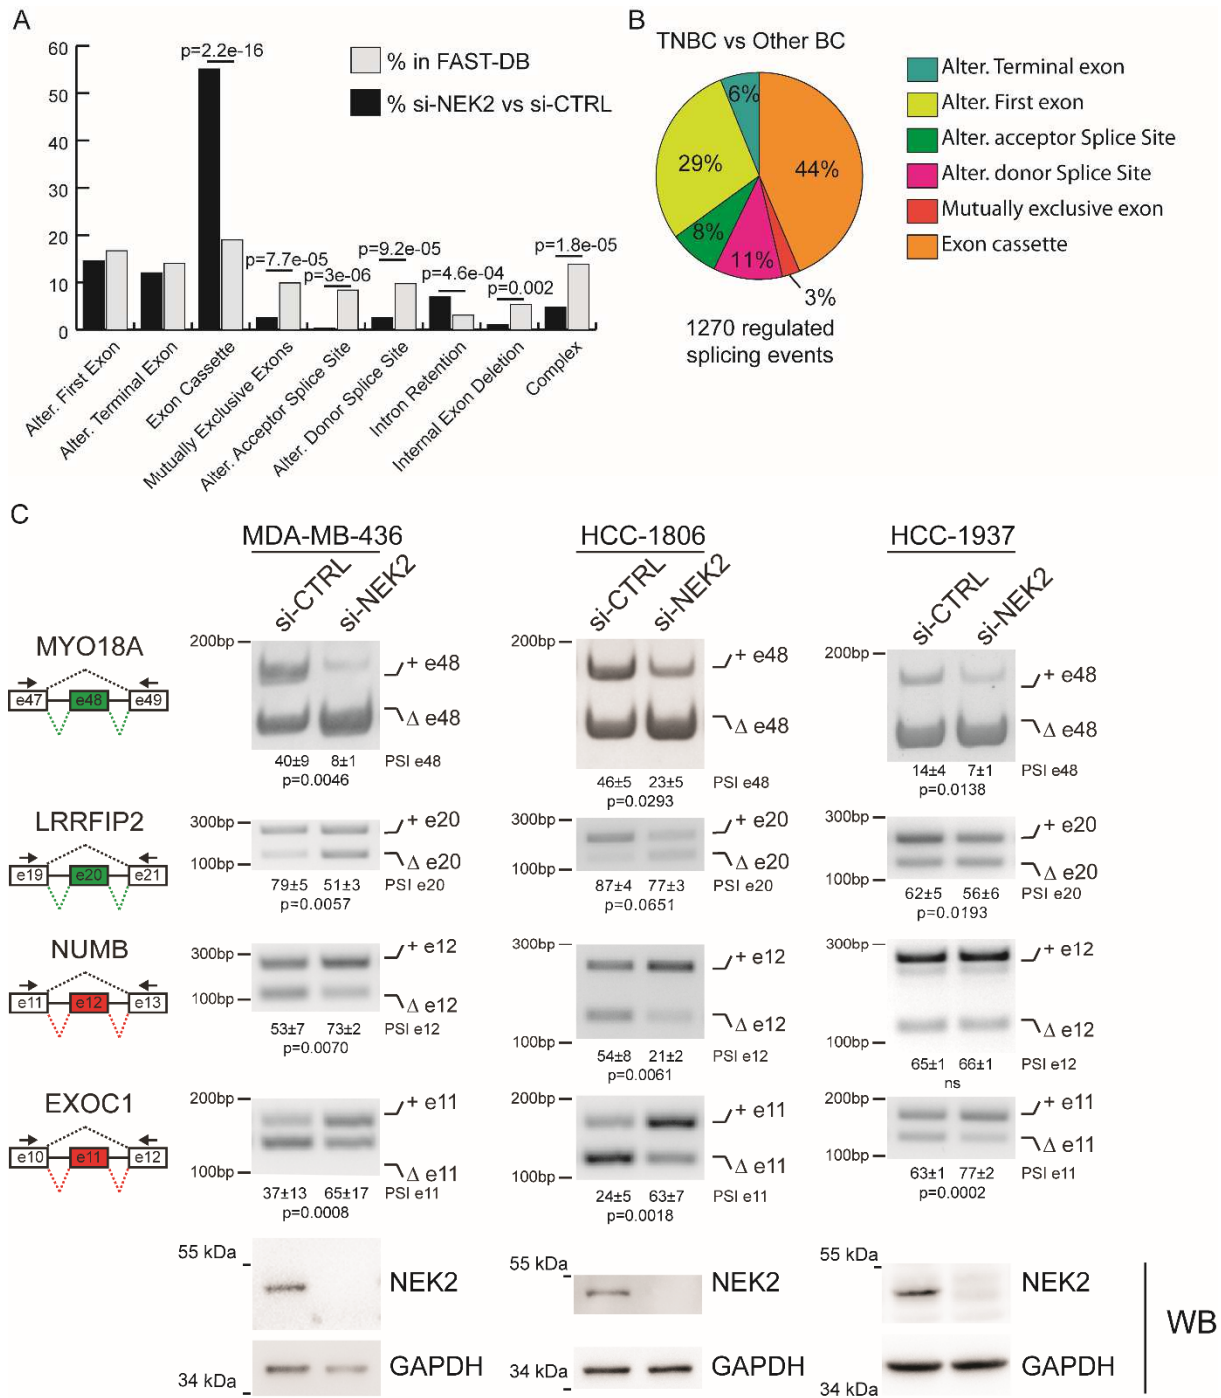 A
p=2.2e-16
% in FAST-DB
% si-NEK2 vs si-CTRL
60
50
40
30
20
10
0
p=7.7e-05
p=3e-06
p=9.2e-05
p=4.6e-04
p=0.002
p=1.8e-05
Alter. First Exon
Alter. Terminal Exon
Exon Cassette
Mutually Exclusive Exons
Alter. Acceptor Splice Site
Alter. Donor Splice Site
Intron Retention
Internal Exon Deletion
Complex
B
TNBC vs Other BC
6%
29%
44%
8%
11%
3%
1270 regulated
splicing events
Alter. Terminal exon
Alter. First exon
Alter. acceptor Splice Site
Alter. donor Splice Site
Mutually exclusive exon
Exon cassette
C
MDA-MB-436
HCC-1806
HCC-1937
si-CTRL
si-NEK2
si-CTRL
si-NEK2
si-CTRL
si-NEK2
MYO18A
e47 e48 e49
200bp
+ e48
Δ e48
40±9 8±1 PSI e48
p=0.0046
200bp
+ e48
Δ e48
46±5 23±5 PSI e48
p=0.0293
200bp
+ e48
Δ e48
14±4 7±1 PSI e48
p=0.0138
LRRFIP2
e19 e20 e21
300bp
100bp
+ e20
Δ e20
79±5 51±3 PSI e20
p=0.0057
300bp
100bp
+ e20
Δ e20
87±4 77±3 PSI e20
p=0.0651
300bp
100bp
+ e20
Δ e20
62±5 56±6 PSI e20
p=0.0193
NUMB
e11 e12 e13
300bp
100bp
+ e12
Δ e12
53±7 73±2 PSI e12
p=0.0070
300bp
100bp
+ e12
Δ e12
54±8 21±2 PSI e12
p=0.0061
300bp
100bp
+ e12
Δ e12
65±1 66±1 PSI e12
ns
EXOC1
e10 e11 e12
200bp
100bp
+ e11
Δ e11
37±13 65±17 PSI e11
p=0.0008
200bp
100bp
+ e11
Δ e11
24±5 63±7 PSI e11
p=0.0018
200bp
100bp
+ e11
Δ e11
63±1 77±2 PSI e11
p=0.0002
55 kDa
NEK2
34 kDa
GAPDH
55 kDa
NEK2
34 kDa
GAPDH
55 kDa
NEK2
34 kDa
GAPDH
WB